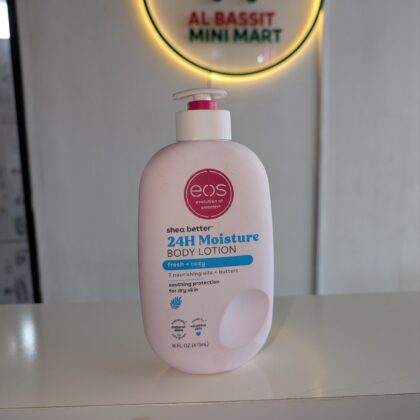 AL BASSIT
MINI MART
eos
evolution of
smooth®
shea better™
24H Moisture
BODY LOTION
fresh + cozy
7 nourishing oils + butters
soothing protection
for dry skin
16 FL OZ (473mL)